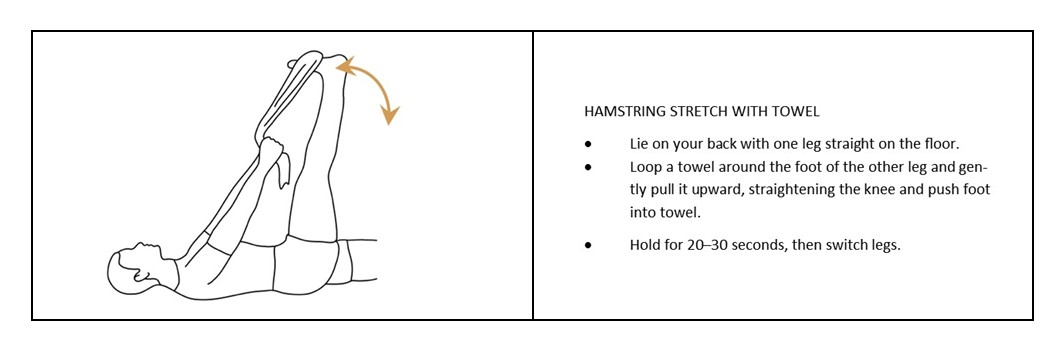 HAMSTRING STRETCH WITH TOWEL
• Lie on your back with one leg straight on the floor.
• Loop a towel around the foot of the other leg and gen-
tly pull it upward, straightening the knee and push foot
into towel.
• Hold for 20–30 seconds, then switch legs.